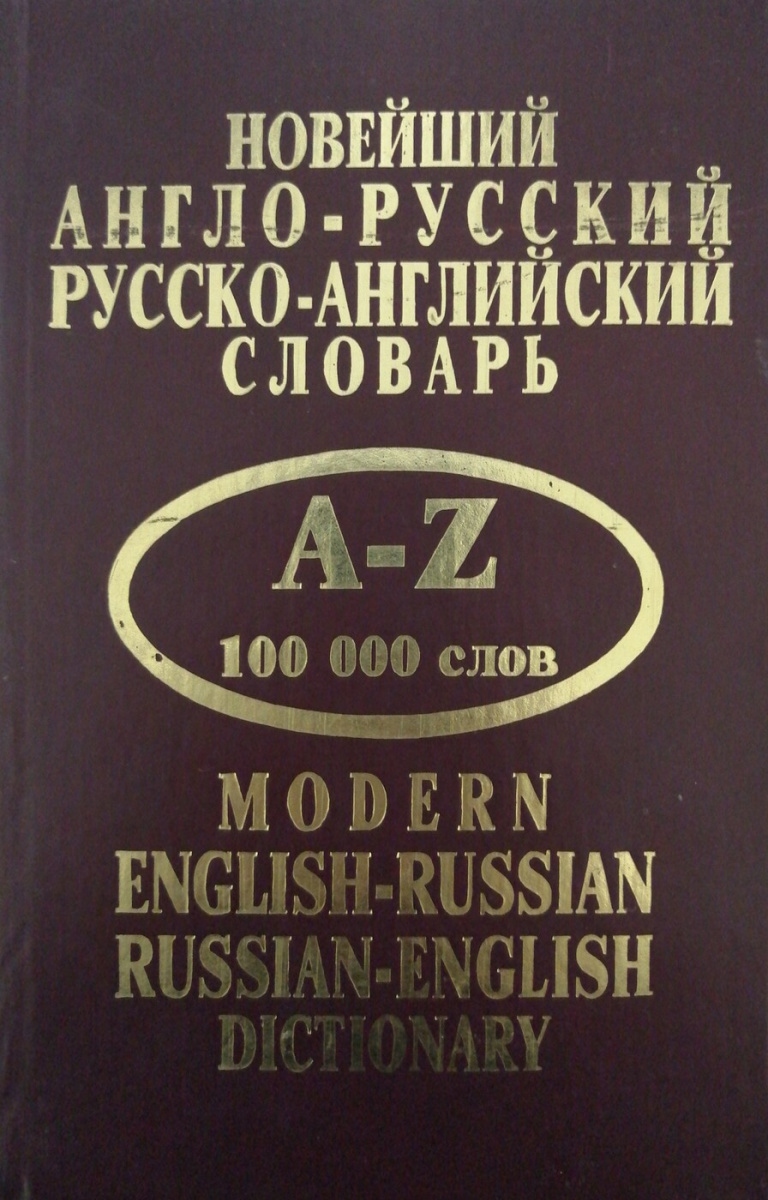 НОВЕЙШИЙ
АНГЛО-РУССКИЙ
РУССКО-АНГЛИЙСКИЙ
СЛОВАРЬ
A-Z
100 000 слов
MODERN
ENGLISH-RUSSIAN
RUSSIAN-ENGLISH
DICTIONARY